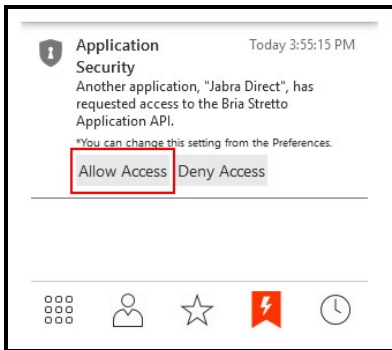 Application Today 3:55:15 PM
Security
Another application, "Jabra Direct", has
requested access to the Bria Stretto
Application API.
*You can change this setting from the Preferences.
Allow Access Deny Access